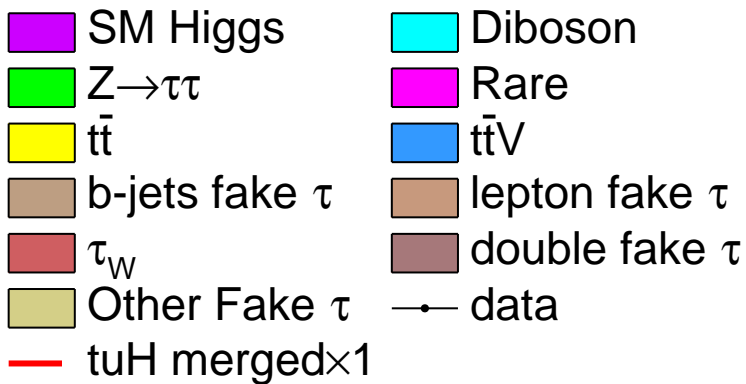 SM Higgs Diboson
Z→ττ Rare
tt̄ tt̄V
b-jets fake τ lepton fake τ
τW double fake τ
Other Fake τ data
tuH merged×1